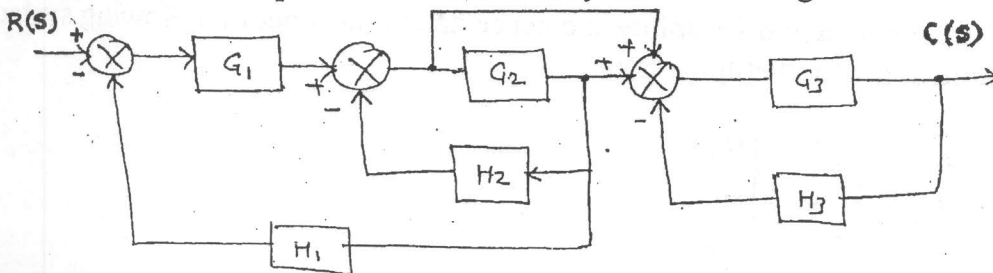 R(S)
C(S)
+
-
G1
+
-
G2
+
+
-
G3
H2
H3
H1